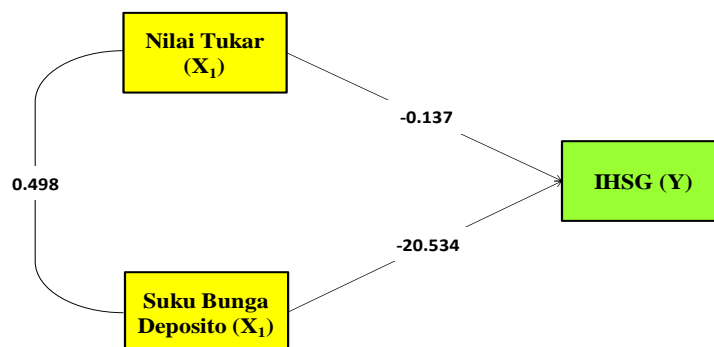 Nilai Tukar
(X₁)
-0.137
IHSG (Y)
0.498
-20.534
Suku Bunga
Deposito (X₁)